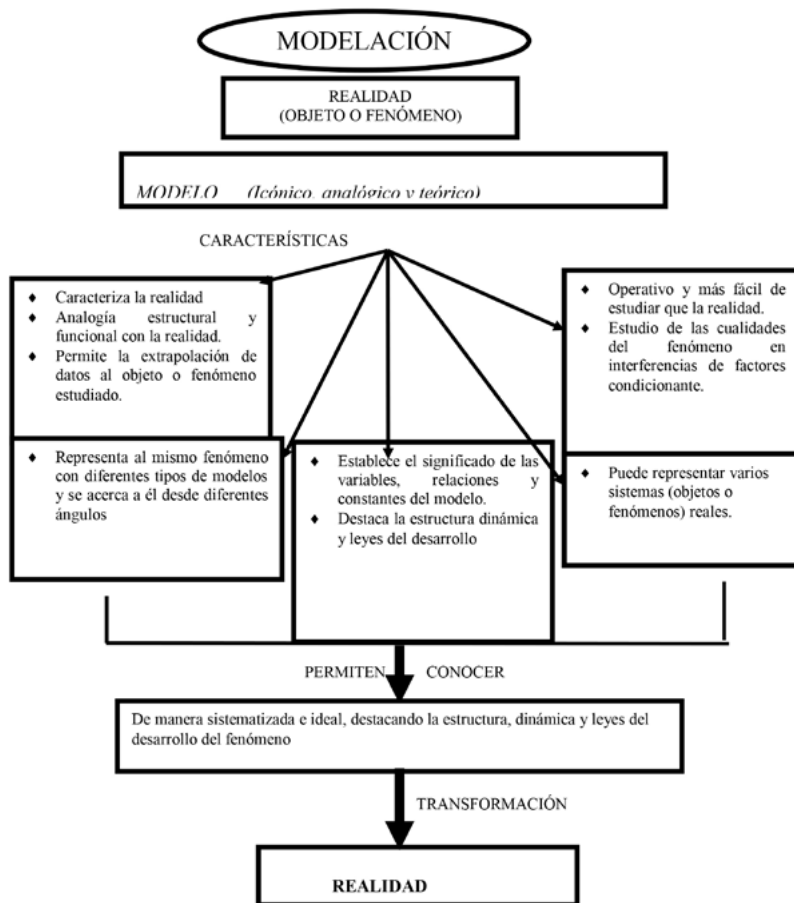 MODELACIÓN
REALIDAD
(OBJETO O FENÓMENO)
MODELO (Icónico, analógico y teórico)
CARACTERÍSTICAS
♦ Caracteriza la realidad
♦ Analogía estructural y
funcional con la realidad.
♦ Permite la extrapolación de
datos al objeto o fenómeno
estudiado.
♦ Representa al mismo fenómeno
con diferentes tipos de modelos
y se acerca a él desde diferentes
ángulos
♦ Establece el significado de las
variables, relaciones y
constantes del modelo.
♦ Destaca la estructura dinámica
y leyes del desarrollo
♦ Operativo y más fácil de
estudiar que la realidad.
♦ Estudio de las cualidades
del fenómeno en
interferencias de factores
condicionante.
♦ Puede representar varios
sistemas (objetos o
fenómenos) reales.
PERMITEN CONOCER
De manera sistematizada e ideal, destacando la estructura, dinámica y leyes del
desarrollo del fenómeno
TRANSFORMACIÓN
REALIDAD